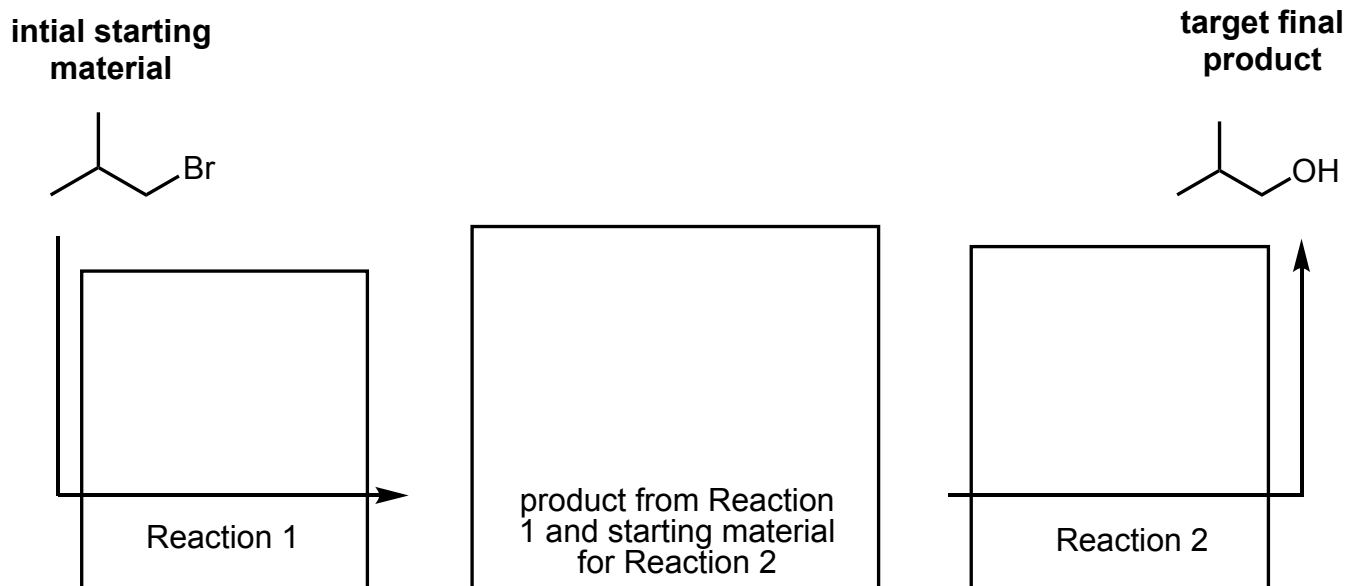 intial starting
material
Br
target final
product
OH
Reaction 1
product from Reaction
1 and starting material
for Reaction 2
Reaction 2